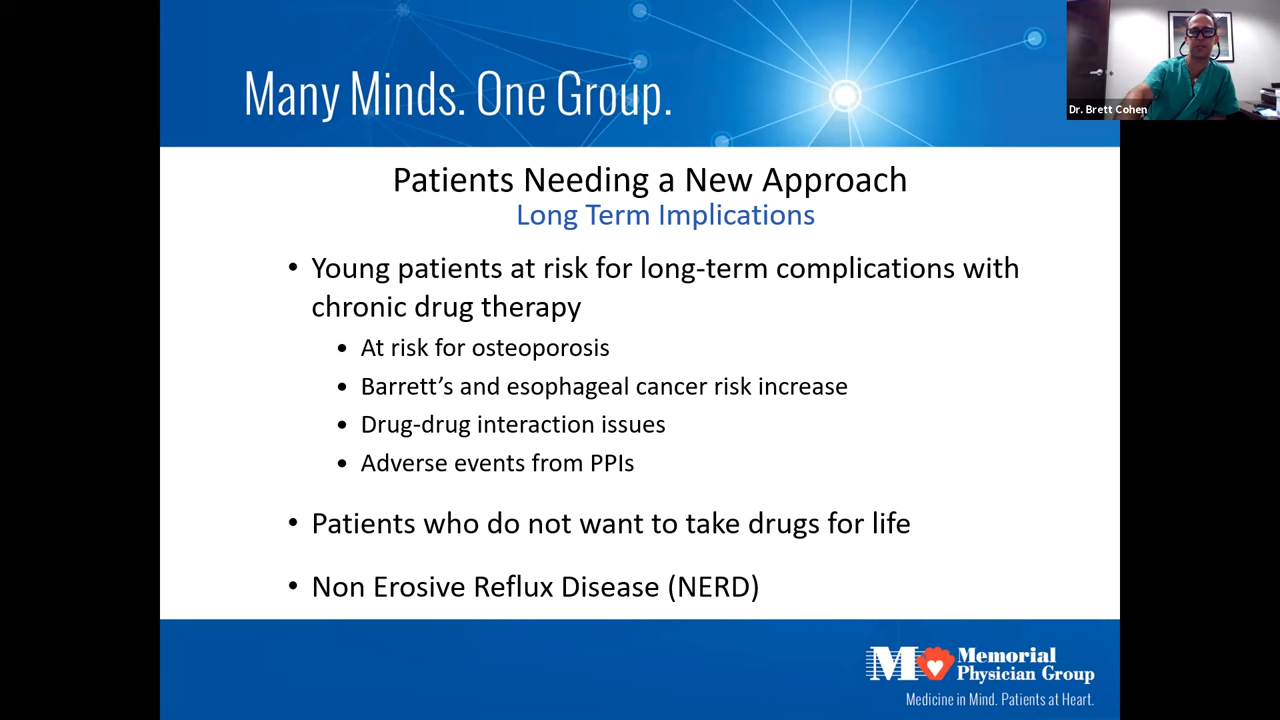 Many Minds. One Group.
Dr. Brett Cohen
Patients Needing a New Approach
Long Term Implications
• Young patients at risk for long-term complications with
chronic drug therapy
• At risk for osteoporosis
• Barrett’s and esophageal cancer risk increase
• Drug-drug interaction issues
• Adverse events from PPIs
• Patients who do not want to take drugs for life
• Non Erosive Reflux Disease (NERD)
M Memorial
Physician Group
Medicine in Mind. Patients at Heart.